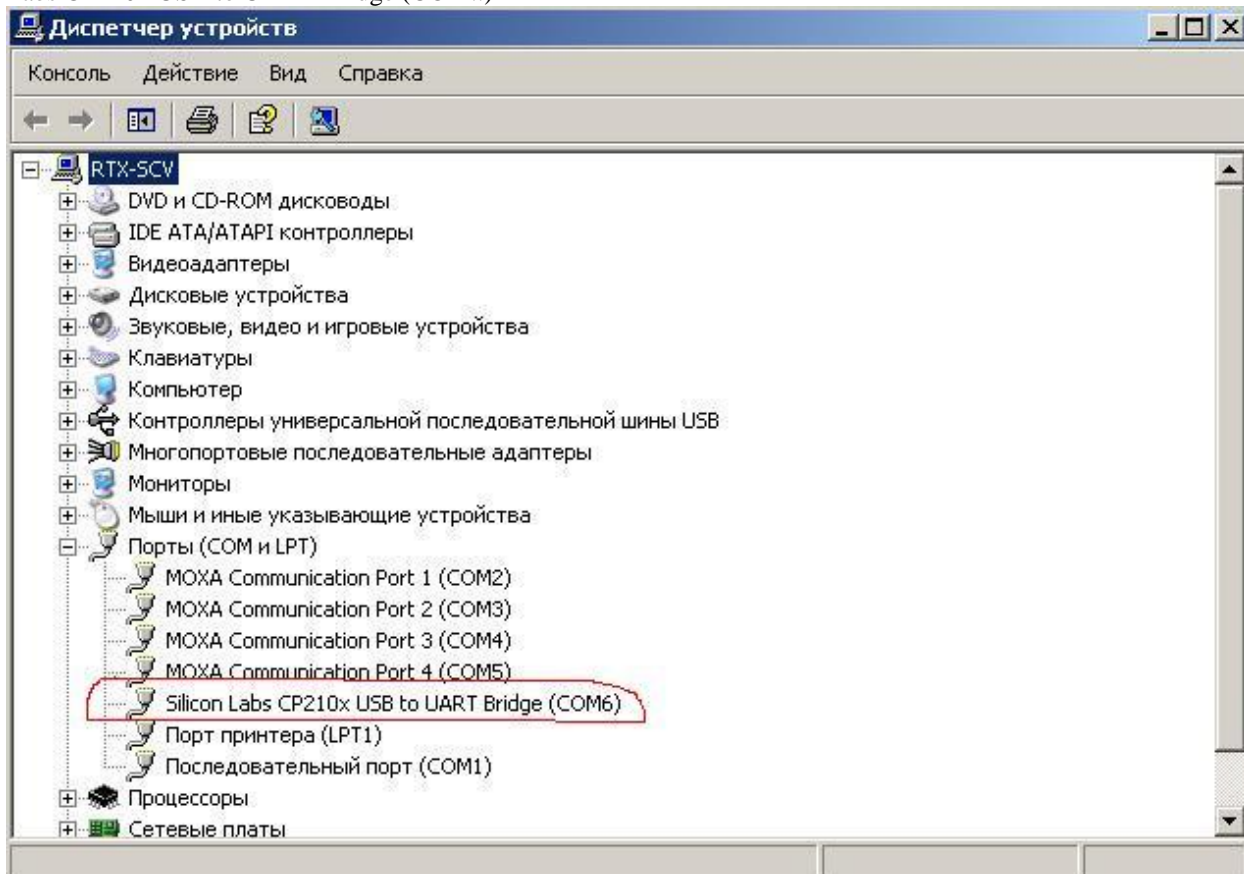 Диспетчер устройств
Консоль Действие Вид Справка
RTX-SCV
DVD и CD-ROM дисководы
IDE ATA/ATAPI контроллеры
Видеоадаптеры
Дисковые устройства
Звуковые, видео и игровые устройства
Клавиатуры
Компьютер
Контроллеры универсальной последовательной шины USB
Многопортовые последовательные адаптеры
Мониторы
Мыши и иные указывающие устройства
Порты (COM и LPT)
MOXA Communication Port 1 (COM2)
MOXA Communication Port 2 (COM3)
MOXA Communication Port 3 (COM4)
MOXA Communication Port 4 (COM5)
Silicon Labs CP210x USB to UART Bridge (COM6)
Порт принтера (LPT1)
Последовательный порт (COM1)
Процессоры
Сетевые платы